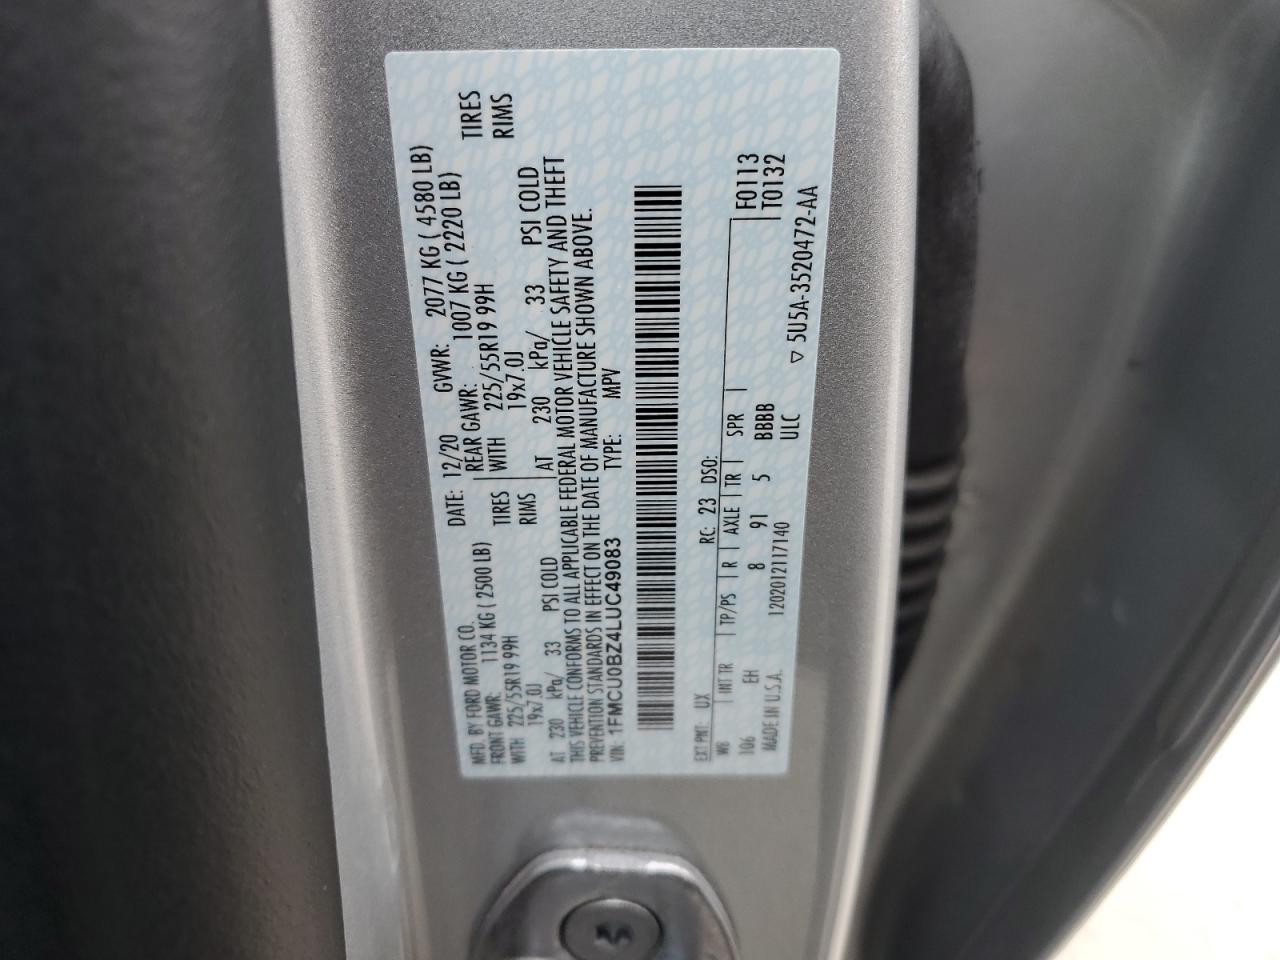 MFD. BY FORD MOTOR CO.
DATE: 12/20 GVWR: 2077 KG ( 4580 LB)
FRONT GAWR: 1134 KG ( 2500 LB) REAR GAWR: 1007 KG ( 2220 LB)
WITH 225/55R19 99H TIRES WITH 225/55R19 99H TIRES
19x7.0J RIMS 19x7.0J RIMS
AT 230 kPa/ 33 PSI COLD AT 230 kPa/ 33 PSI COLD
THIS VEHICLE CONFORMS TO ALL APPLICABLE FEDERAL MOTOR VEHICLE SAFETY AND THEFT
PREVENTION STANDARDS IN EFFECT ON THE DATE OF MANUFACTURE SHOWN ABOVE.
VIN: 1FMCU0BZ4LUC49083 TYPE: MPV
EXT PNT: UX RC: 23 DSO: F0113
WB INT TR TP/PS R AXLE TR SPR T0132
106 EH 8 91 5 BBBB
MADE IN U.S.A. 1202012117140 ULC
▽ 5U5A-3520472-AA